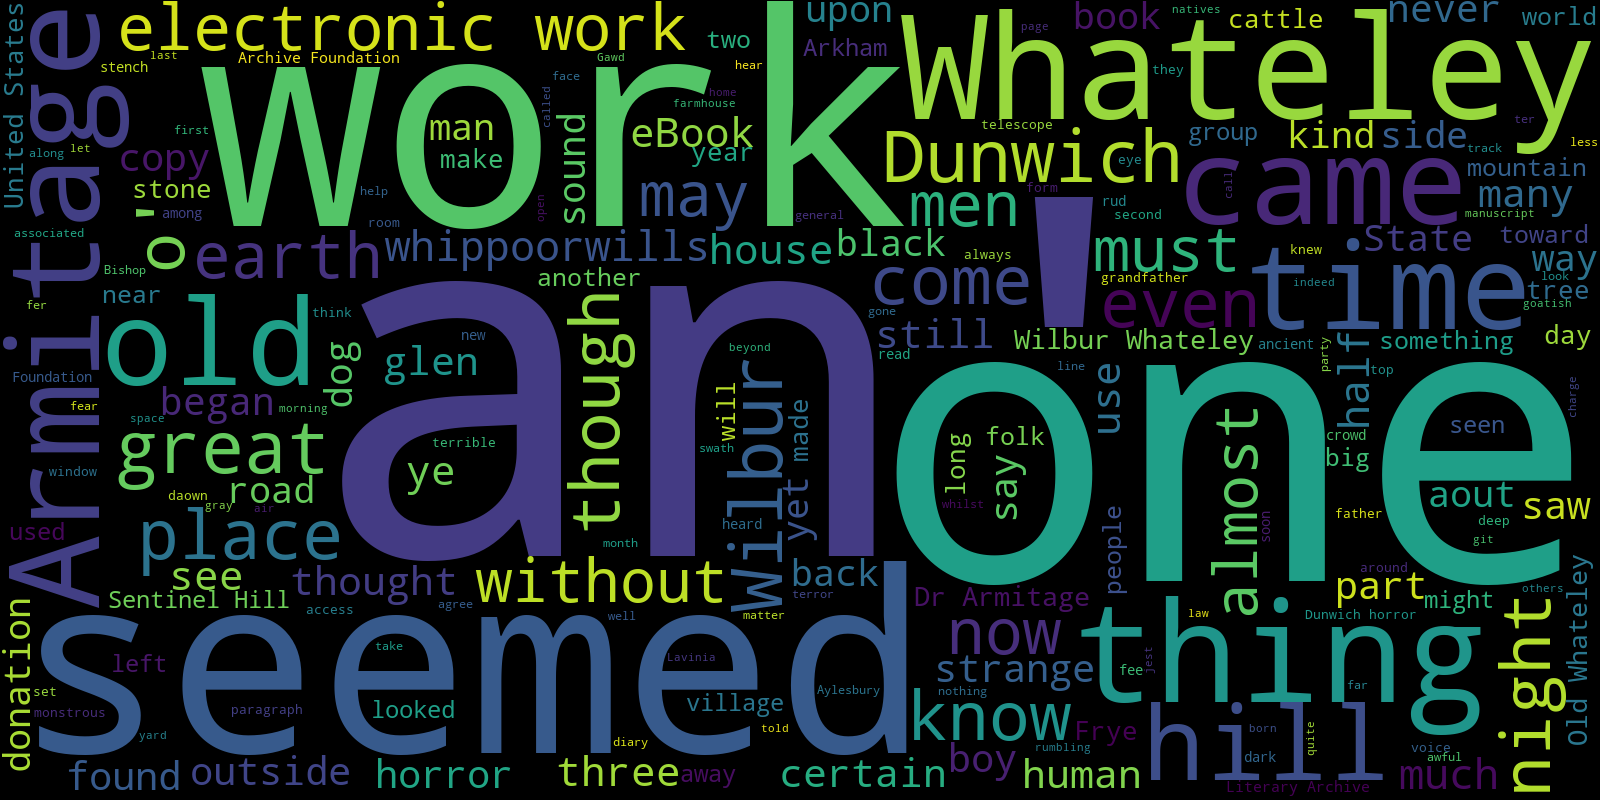 United States
stench
last
electronic work
Archive Foundation
Gawd
two
upon
Arkham
book
natives
page
cattle
never
world
Armitage
work
Whateley
face
hear
they
home
farmhouse
called
man
make
eBook
year
sound
telescope
Dunwich
group
kind
side
ter
less
track
mountain
first
along
let
copy
stone
'
among
help
room
open
may
general
men
eye
form
rud
second
came
call
many
manuscript
associated
o
earth
whippoorwills
house
black
always
!
must
knew
State
toward
way
Bishop
near
fer
another
come
grandfather
even
time
indeed
look
tree
goatish
old
think
an
though
gone
still
read
Wilbur Whateley
ancient
party
half
something
day
dog
new
glen
beyond
line
top
Foundation
fear
began
morning
space
great
terrible
ye
will
Wilbur
made
swath
one
long
folk
say
whilst
use
almost
crowd
big
seen
charge
window
daown
gray
road
air
yet
heard
aout
deep
git
saw
father
soon
people
used
place
month
see
thought
without
back
terror
around
part
others
Sentinel Hill
access
agree
well
matter
Dr Armitage
law
might
Dunwich horror
night
Old Whateley
donation
left
seemed
take
Lavinia
now
strange
fee
jest
thing
far
set
monstrous
paragraph
looked
village
Aylesbury
nothing
know
Frye
hill
born
quite
yard
diary
told
boy
rumbling
dark
voice
awful
found
outside
horror
three
away
certain
human
Literary Archive
much